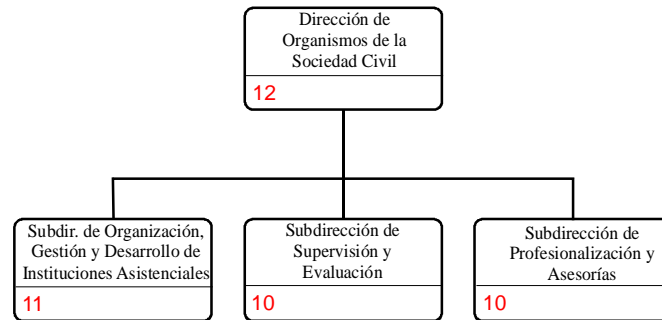 Dirección de
Organismos de la
Sociedad Civil
12
Subdir. de Organización,
Gestión y Desarrollo de
Instituciones Asistenciales
11
Subdirección de
Supervisión y
Evaluación
10
Subdirección de
Profesionalización y
Asesorías
10